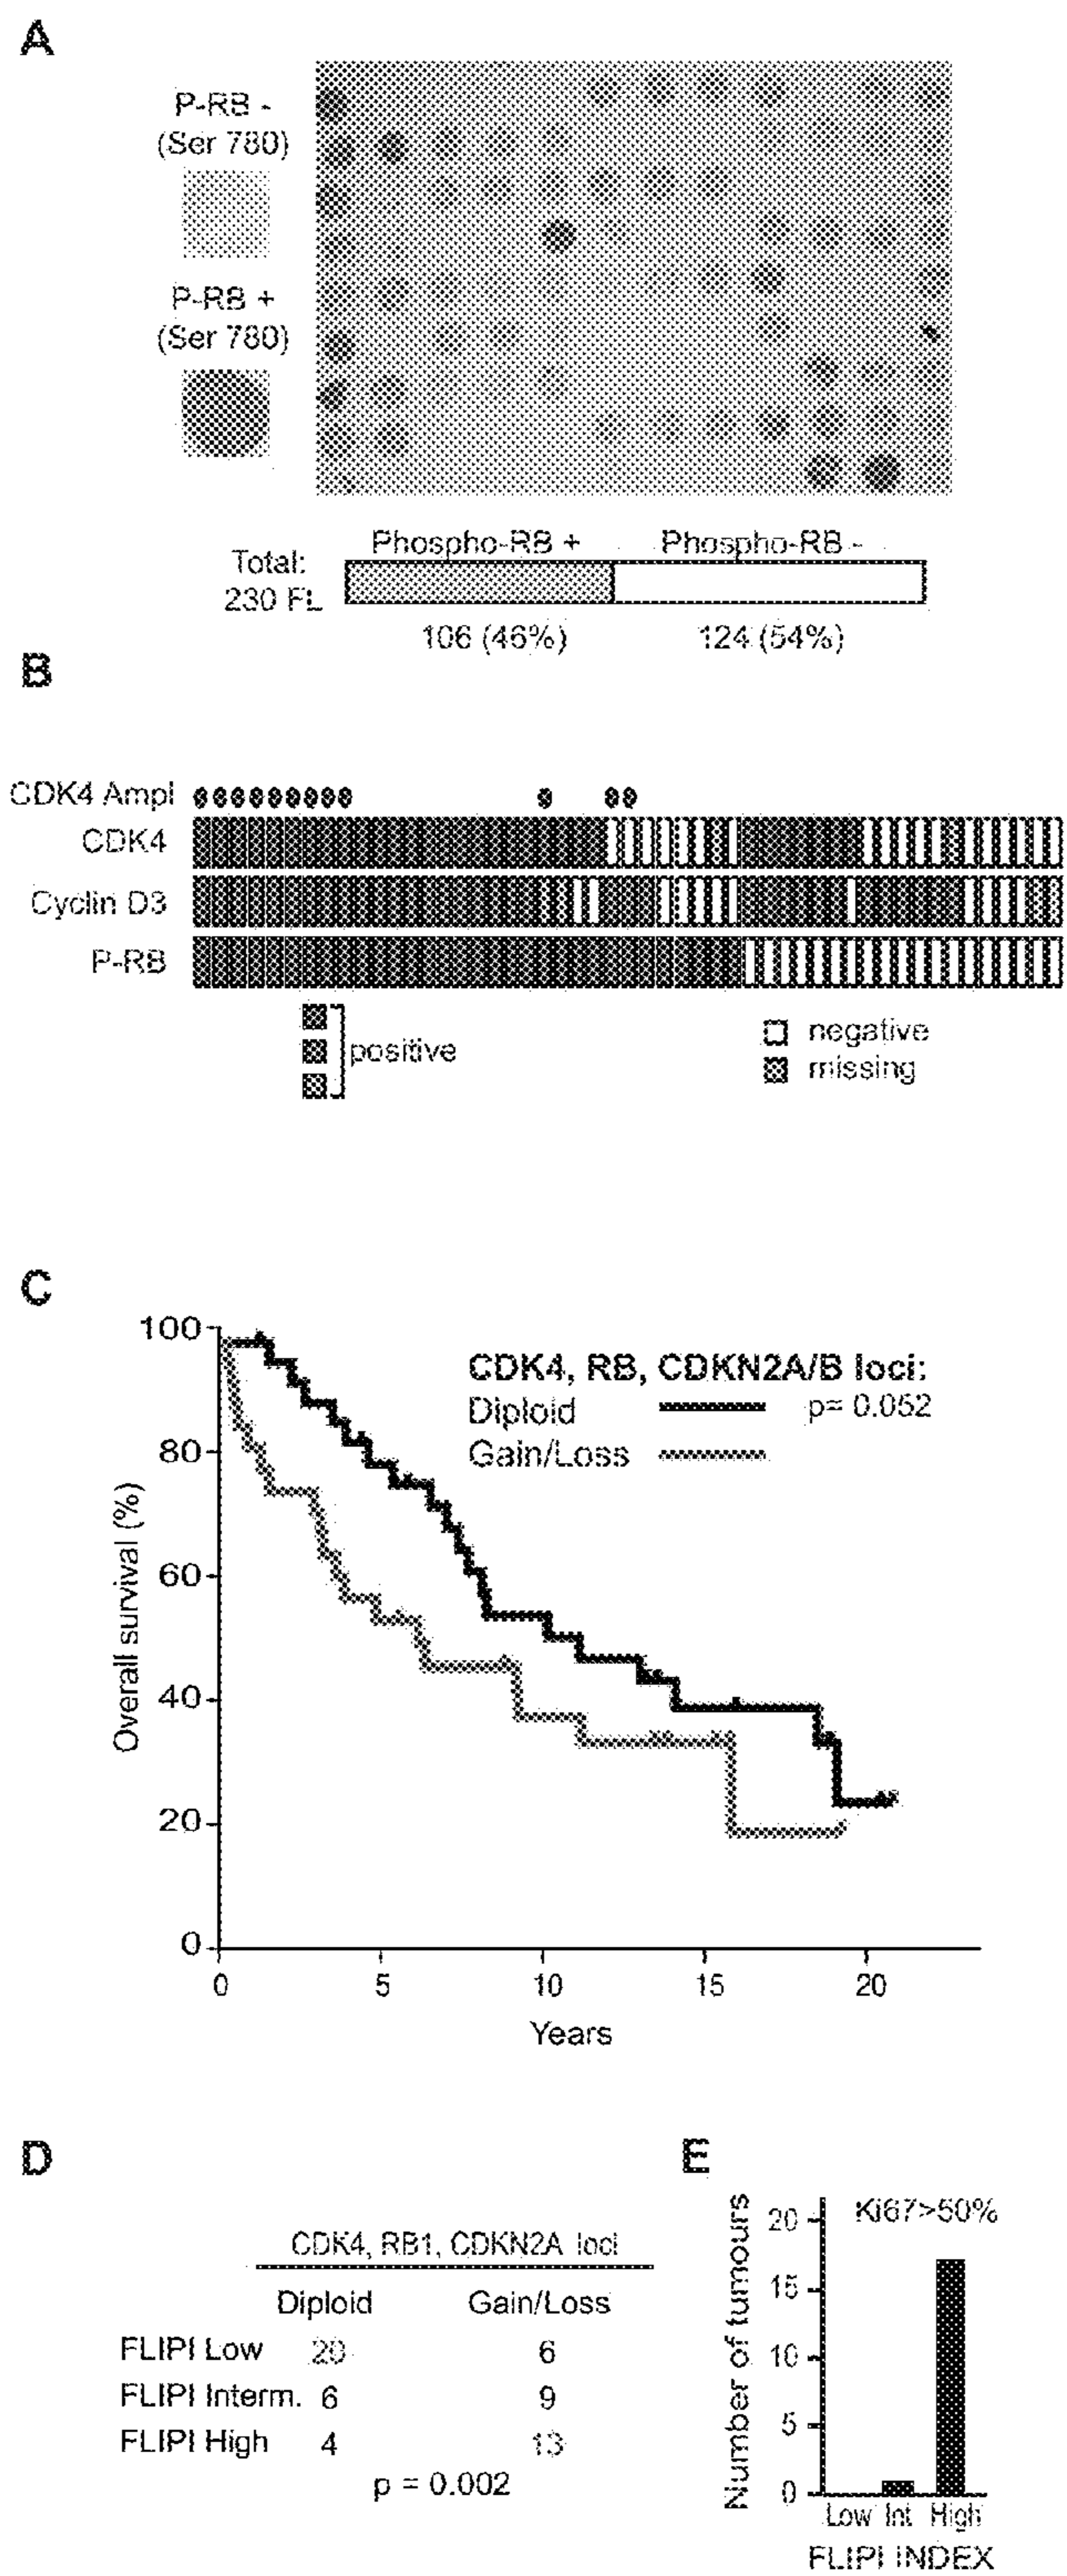 A
P-RB -
(Ser 780)
P-RB +
(Ser 780)
Total:
230 FL
Phospho-RB +
Phospho-RB -
106 (46%)
124 (54%)
B
CDK4 Ampl
CDK4
Cyclin D3
P-RB
positive
negative
missing
C
CDK4, RB, CDKN2A/B loci:
Diploid
p= 0.052
Gain/Loss
Overall survival (%)
100
80
60
40
20
0
0 5 10 15 20
Years
D
CDK4, RB1, CDKN2A loci
Diploid Gain/Loss
FLIPI Low 20 6
FLIPI Interm. 6 9
FLIPI High 4 13
p = 0.002
E
Ki67>50%
Number of tumours
20
15
10
5
0
Low Int High
FLIPI INDEX